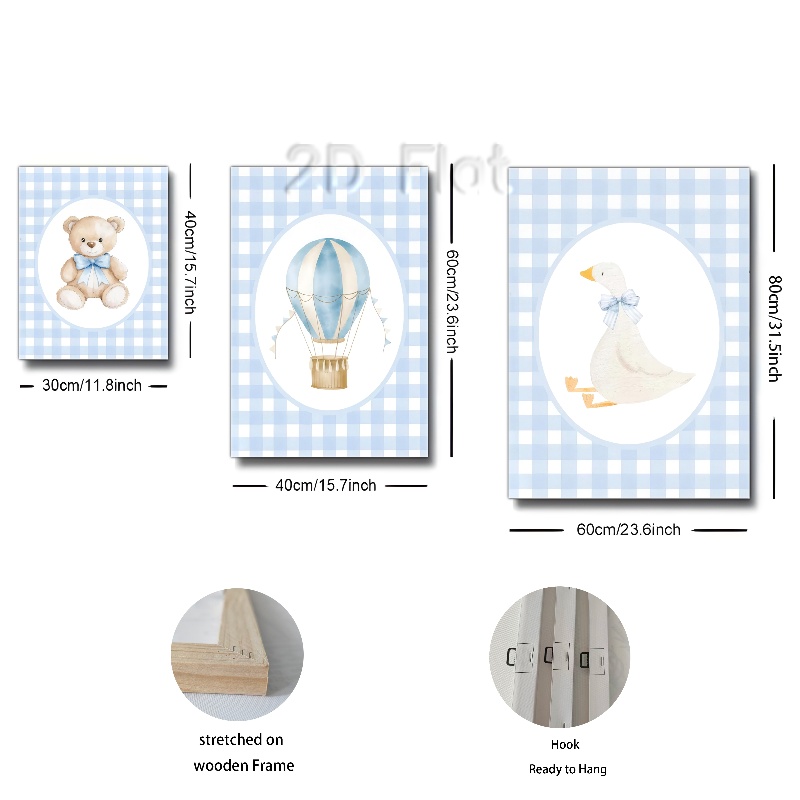 2D Flat
40cm/15.7inch
30cm/11.8inch
60cm/23.6inch
40cm/15.7inch
80cm/31.5inch
60cm/23.6inch
stretched on
wooden Frame
Hook
Ready to Hang